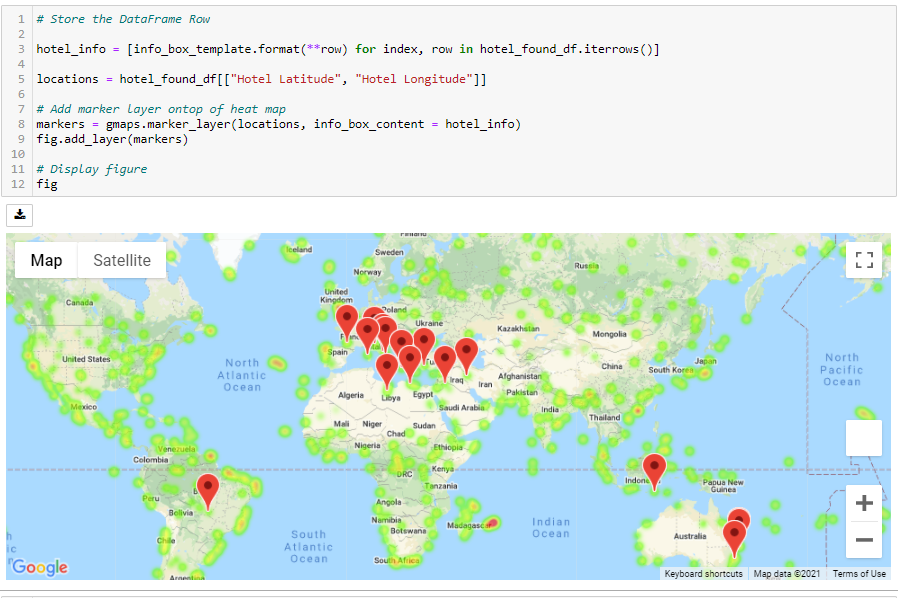 1 # Store the DataFrame Row
2
3 hotel_info = [info_box_template.format(**row) for index, row in hotel_found_df.iterrows()]
4
5 locations = hotel_found_df[["Hotel Latitude", "Hotel Longitude"]]
6
7 # Add marker layer ontop of heat map
8 markers = gmaps.marker_layer(locations, info_box_content = hotel_info)
9 fig.add_layer(markers)
10
11 # Display figure
12 fig
Map Satellite
Finland
Iceland
Sweden
Norway
Russia
Canada
United
Kingdom
Poland
Ukraine
Kazakhstan
Mongolia
Spain
United States
North
Atlantic
Ocean
North
Pacific
Ocean
China
Japan
South Korea
Iraq
Iran
Afghanistan
Pakistan
Algeria
Libya
Egypt
Saudi Arabia
Mexico
India
Thailand
Mali
Niger
Chad
Sudan
Nigeria
Ethiopia
Venezuela
Colombia
DRC
Kenya
Tanzania
Papua New
Guinea
Peru
Bolivia
Angola
Namibia
Botswana
Madagascar
Indian
Ocean
Australia
Chile
South
Atlantic
Ocean
South Africa
Google
Keyboard shortcuts Map data ©2021 Terms of Use